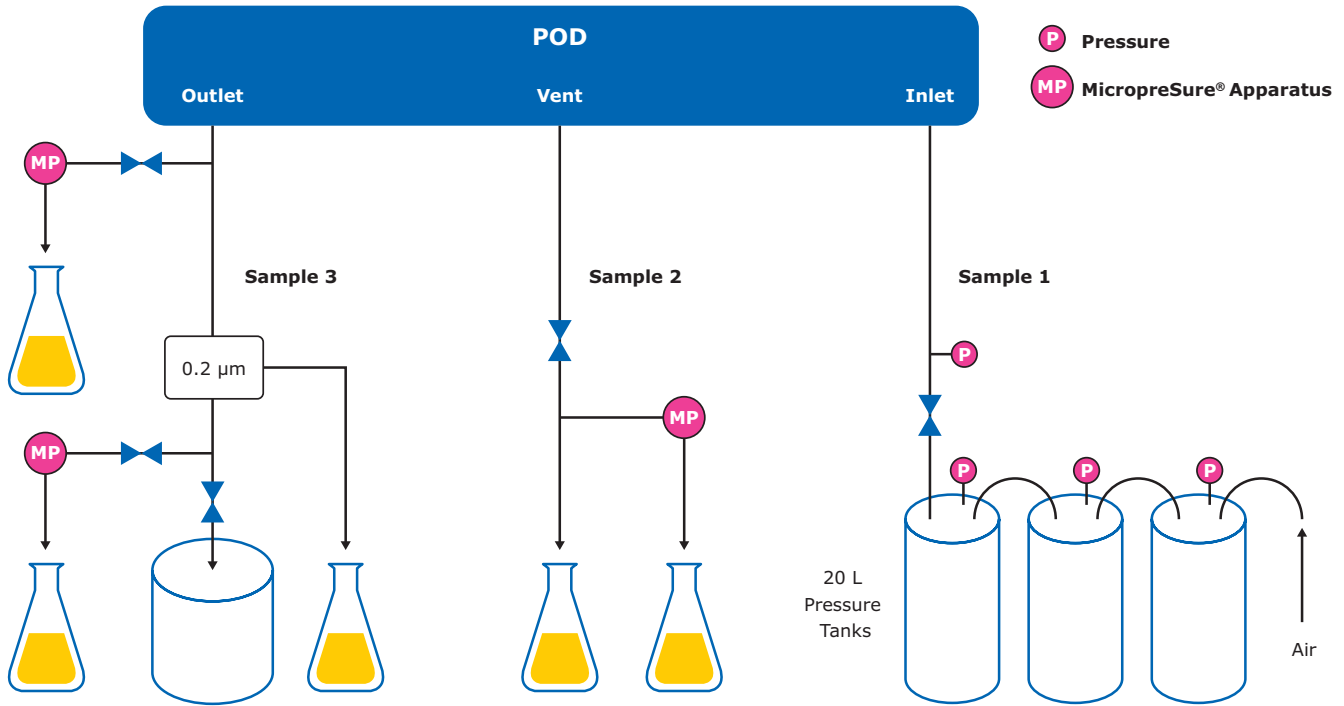 POD
Outlet
Vent
Inlet
P Pressure
MP MicropreSure® Apparatus
MP
Sample 3
Sample 2
Sample 1
P
0.2 µm
MP
MP
P
P
P
20 L
Pressure
Tanks
Air